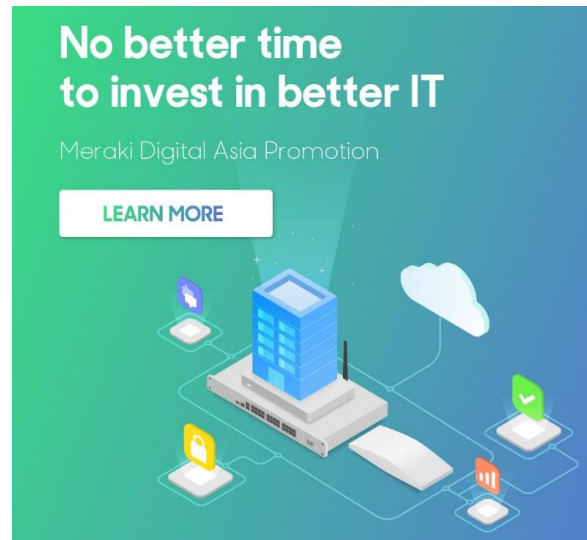 No better time
to invest in better IT
Meraki Digital Asia Promotion
LEARN MORE